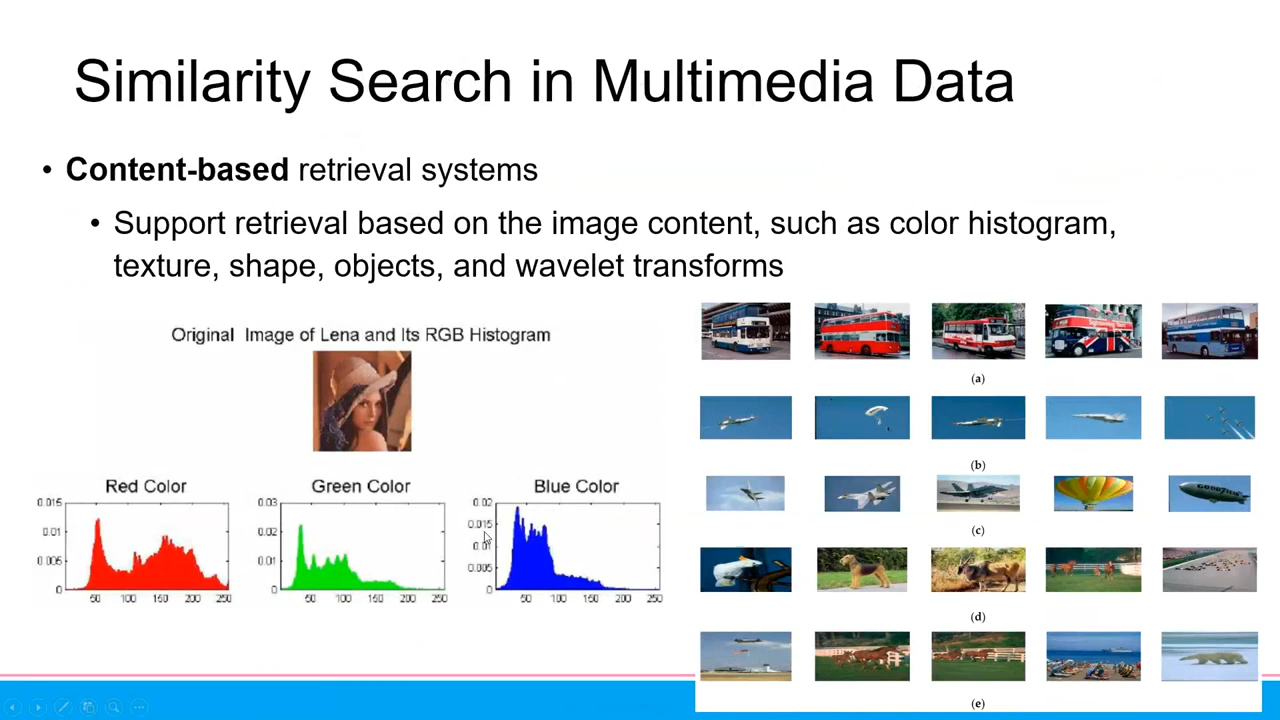 Similarity Search in Multimedia Data
• Content-based retrieval systems
• Support retrieval based on the image content, such as color histogram,
texture, shape, objects, and wavelet transforms
Original Image of Lena and Its RGB Histogram
Red Color
0.015
0.01
0.005
0
50 100 150 200 250
Green Color
0.03
0.02
0.01
0
50 100 150 200 250
Blue Color
0.02
0.015
0.01
0.005
0
50 100 150 200 250
(a)
(b)
GOODYEAR
(c)
(d)
(e)